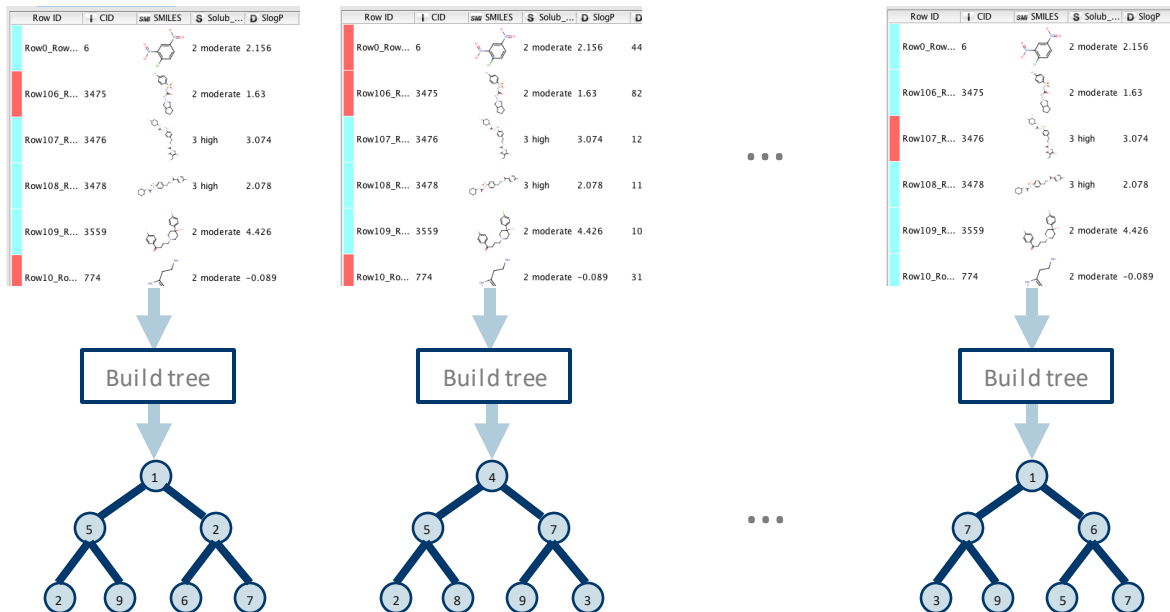 Row ID CID SMILES Solub_... SlogP
Row0_Row... 6 2 moderate 2.156
Row106_R... 3475 2 moderate 1.63
Row107_R... 3476 3 high 3.074
Row108_R... 3478 3 high 2.078
Row109_R... 3559 2 moderate 4.426
Row10_Ro... 774 2 moderate -0.089
Build tree
1
5 2
2 9 6 7
Row ID CID SMILES Solub_... SlogP
Row0_Row... 6 2 moderate 2.156 44
Row106_R... 3475 2 moderate 1.63 82
Row107_R... 3476 3 high 3.074 12
Row108_R... 3478 3 high 2.078 11
Row109_R... 3559 2 moderate 4.426 10
Row10_Ro... 774 2 moderate -0.089 31
Build tree
4
5 7
2 8 9 3
...
...
Row ID CID SMILES Solub_... SlogP
Row0_Row... 6 2 moderate 2.156
Row106_R... 3475 2 moderate 1.63
Row107_R... 3476 3 high 3.074
Row108_R... 3478 3 high 2.078
Row109_R... 3559 2 moderate 4.426
Row10_Ro... 774 2 moderate -0.089
Build tree
1
7 6
3 9 5 7